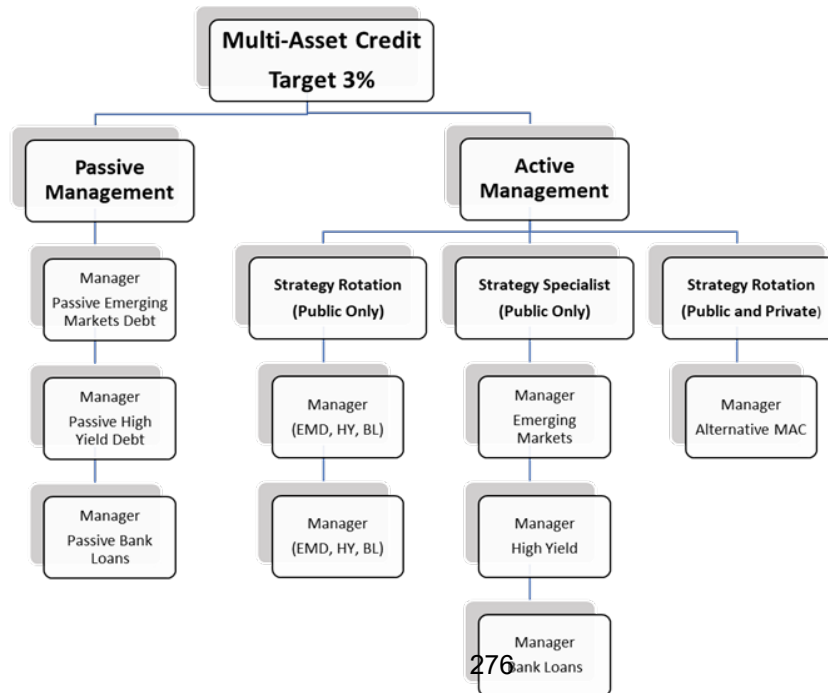 Multi-Asset Credit
Target 3%
Passive
Management
Active
Management
Manager
Passive Emerging
Markets Debt
Manager
Passive High
Yield Debt
Manager
Passive Bank
Loans
Strategy Rotation
(Public Only)
Manager
(EMD, HY, BL)
Manager
(EMD, HY, BL)
Strategy Specialist
(Public Only)
Manager
Emerging
Markets
Manager
High Yield
Manager
Bank Loans
Strategy Rotation
(Public and Private)
Manager
Alternative MAC
276